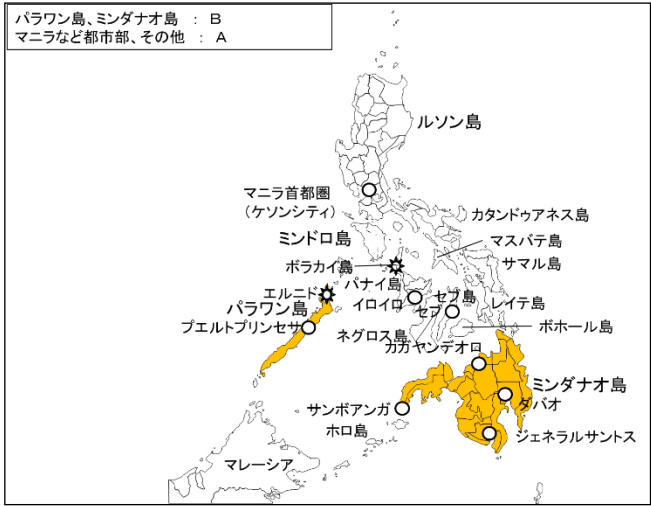 パラワン島、ミンダナオ島 : B
マニラなど都市部、その他 : A
ルソン島
マニラ首都圏
(ケソンシティ)
カタンドゥアネス島
ミンドロ島
マスバテ島
ボラカイ島
サマル島
パナイ島
エルニド
イロイロ
セブ島
セブ
レイテ島
パラワン島
プエルトプリンセサ
ネグロス島
ボホール島
カガヤンデオロ
ミンダナオ島
ダバオ
サンボアンガ
ホロ島
ジェネラルサントス
マレーシア